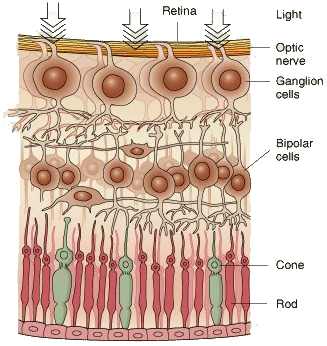 Retina
Light
Optic
nerve
Ganglion
cells
Bipolar
cells
Cone
Rod